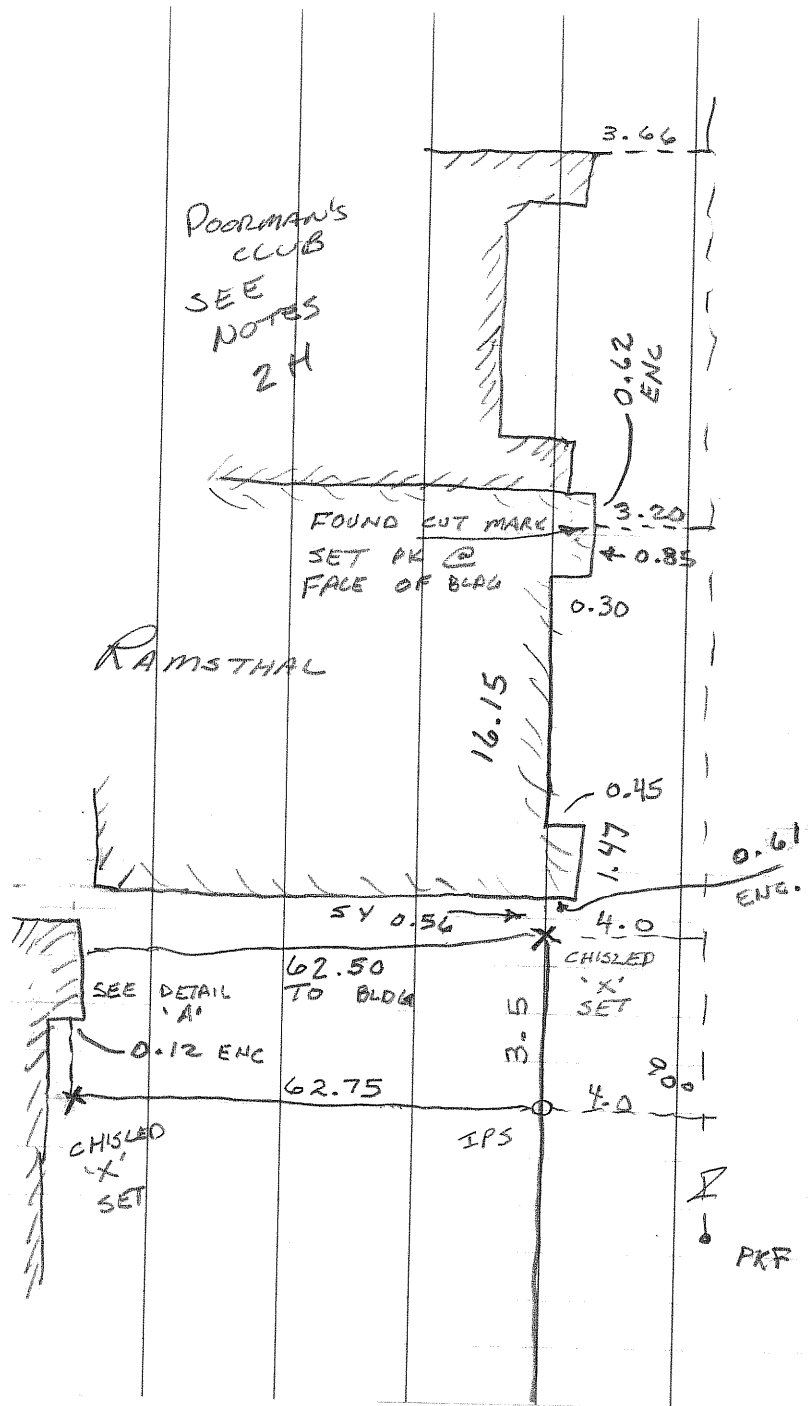 3.66
POORMAN'S
CLUB
SEE
NOTES
2H
0.62
ENC
FOUND CUT MARK
3.20
SET PK @
FACE OF BLDG
0.85
0.30
RAMSTHAL
16.15
0.45
1.47
0.61
ENC.
5Y 0.56
4.0
62.50
TO BLDG
CHISLED
'X'
SET
SEE DETAIL
'A'
3.5
0.12 ENC
62.75
4.0
IPS
CHISLED
'X'
SET
PKF